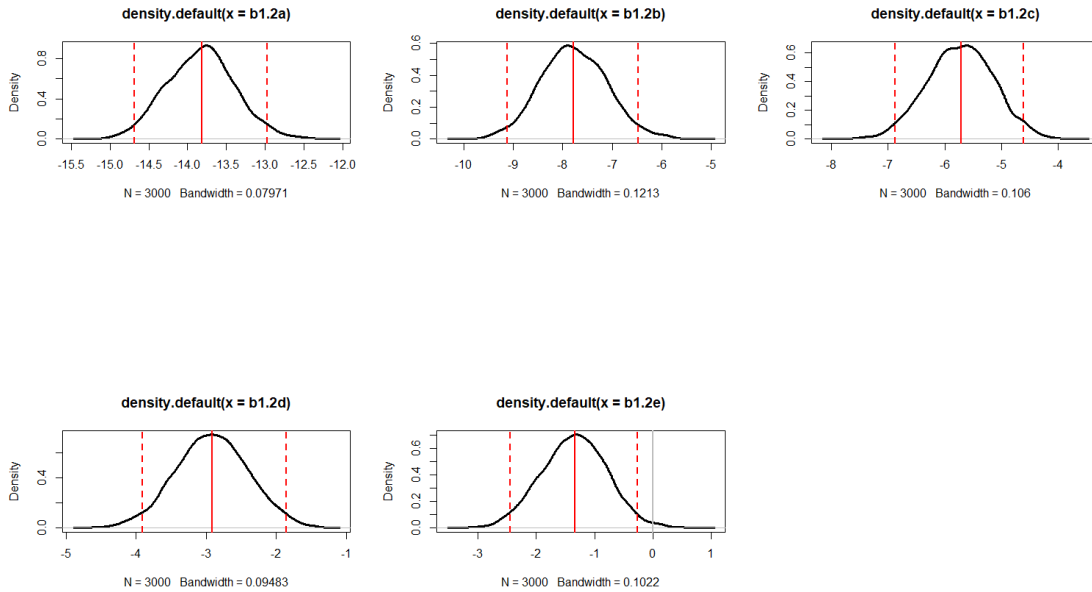 density.default(x = b1.2a)
Density
0.0 0.4 0.8
-15.5 -15.0 -14.5 -14.0 -13.5 -13.0 -12.5 -12.0
N = 3000 Bandwidth = 0.07971
density.default(x = b1.2b)
Density
0.0 0.2 0.4 0.6
-10 -9 -8 -7 -6 -5
N = 3000 Bandwidth = 0.1213
density.default(x = b1.2c)
Density
0.0 0.2 0.4 0.6
-8 -7 -6 -5 -4
N = 3000 Bandwidth = 0.106
density.default(x = b1.2d)
Density
0.0 0.4
-5 -4 -3 -2 -1
N = 3000 Bandwidth = 0.09483
density.default(x = b1.2e)
Density
0.0 0.2 0.4 0.6
-3 -2 -1 0 1
N = 3000 Bandwidth = 0.1022